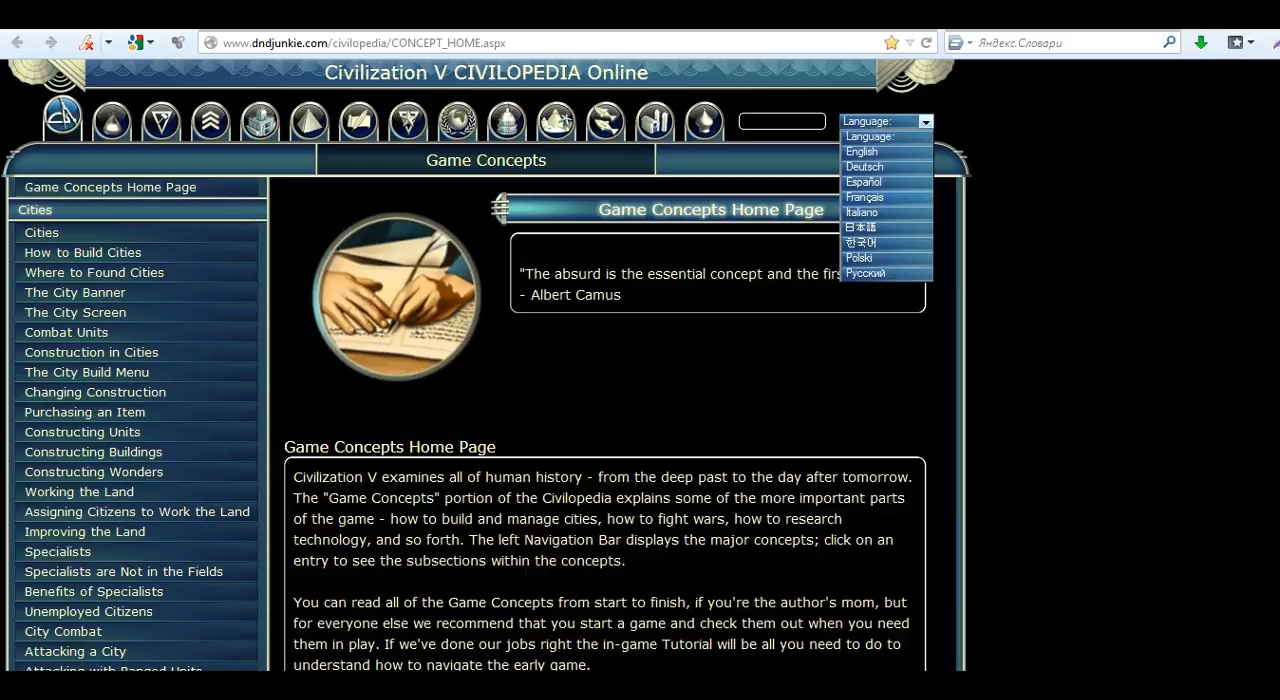 www.dndjunkie.com/civilopedia/CONCEPT_HOME.aspx
Яндекс.Словари
Civilization V CIVILOPEDIA Online
Language:
Language:
English
Deutsch
Español
Français
Italiano
日本語
한국어
Polski
Русский
Game Concepts
Game Concepts Home Page
Cities
Cities
How to Build Cities
Where to Found Cities
The City Banner
The City Screen
Combat Units
Construction in Cities
The City Build Menu
Changing Construction
Purchasing an Item
Constructing Units
Constructing Buildings
Constructing Wonders
Working the Land
Assigning Citizens to Work the Land
Improving the Land
Specialists
Specialists are Not in the Fields
Benefits of Specialists
Unemployed Citizens
City Combat
Attacking a City
Attacking with Ranged Units
Game Concepts Home Page
"The absurd is the essential concept and the firs
- Albert Camus
Game Concepts Home Page
Civilization V examines all of human history - from the deep past to the day after tomorrow.
The "Game Concepts" portion of the Civilopedia explains some of the more important parts
of the game - how to build and manage cities, how to fight wars, how to research
technology, and so forth. The left Navigation Bar displays the major concepts; click on an
entry to see the subsections within the concepts.
You can read all of the Game Concepts from start to finish, if you're the author's mom, but
for everyone else we recommend that you start a game and check them out when you need
them in play. If we've done our jobs right the in-game Tutorial will be all you need to do to
understand how to navigate the early game.